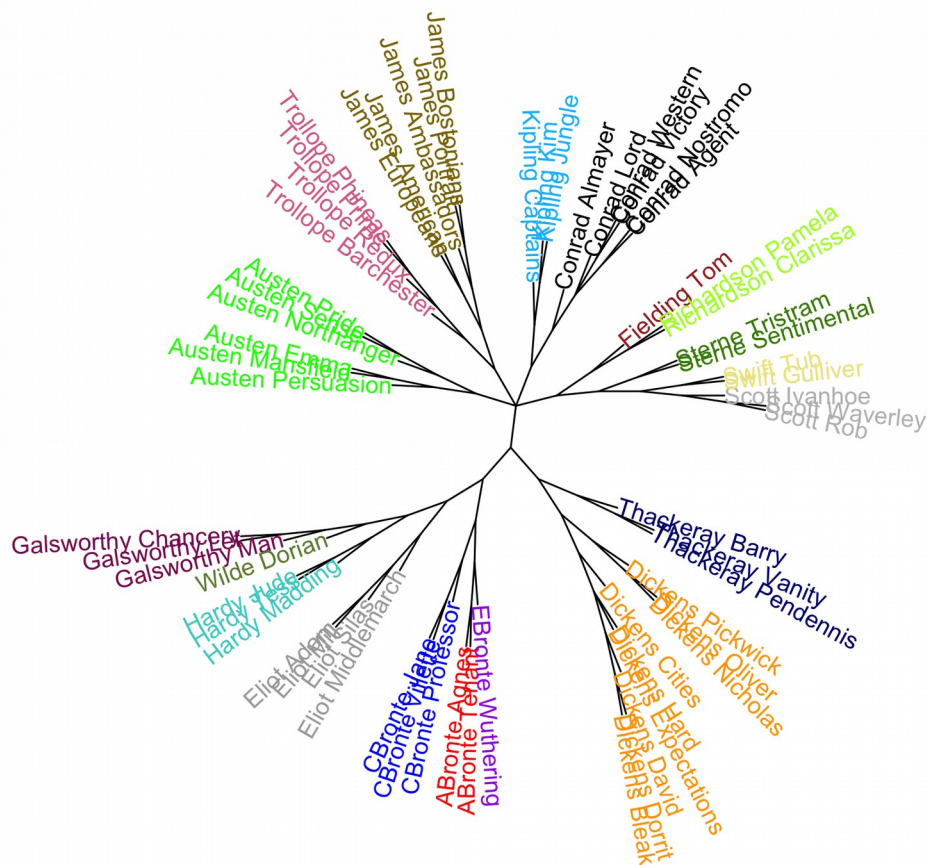 James Bostonians
James Portrait
James Ambassadors
James American
James Europeans
Trollope Phineas
Trollope Prime
Trollope Redux
Trollope Barchester
Austen Pride
Austen Sense
Austen Northanger
Austen Emma
Austen Mansfield
Austen Persuasion
Kipling Captains
Kipling Kim
Kipling Jungle
Conrad Almayer
Conrad Lord
Conrad Western
Conrad Victory
Conrad Nostromo
Conrad Agent
Fielding Tom
Richardson Pamela
Richardson Clarissa
Sterne Tristram
Sterne Sentimental
Swift Tub
Swift Gulliver
Scott Ivanhoe
Scott Waverley
Scott Rob
Galsworthy Chancery
Galsworthy Let
Galsworthy Man
Wilde Dorian
Hardy Jude
Hardy Tess
Hardy Madding
Eliot Adam
Eliot Mill
Eliot Silas
Eliot Middlemarch
CBronte Jane
CBronte Villette
CBronte Professor
ABronte Agnes
ABronte Tenant
EBronte Wuthering
Thackeray Barry
Thackeray Vanity
Thackeray Pendennis
Dickens Pickwick
Dickens Oliver
Dickens Nicholas
Dickens Cities
Dickens Hard
Dickens Expectations
Dickens David
Dickens Dorrit
Dickens Bleak